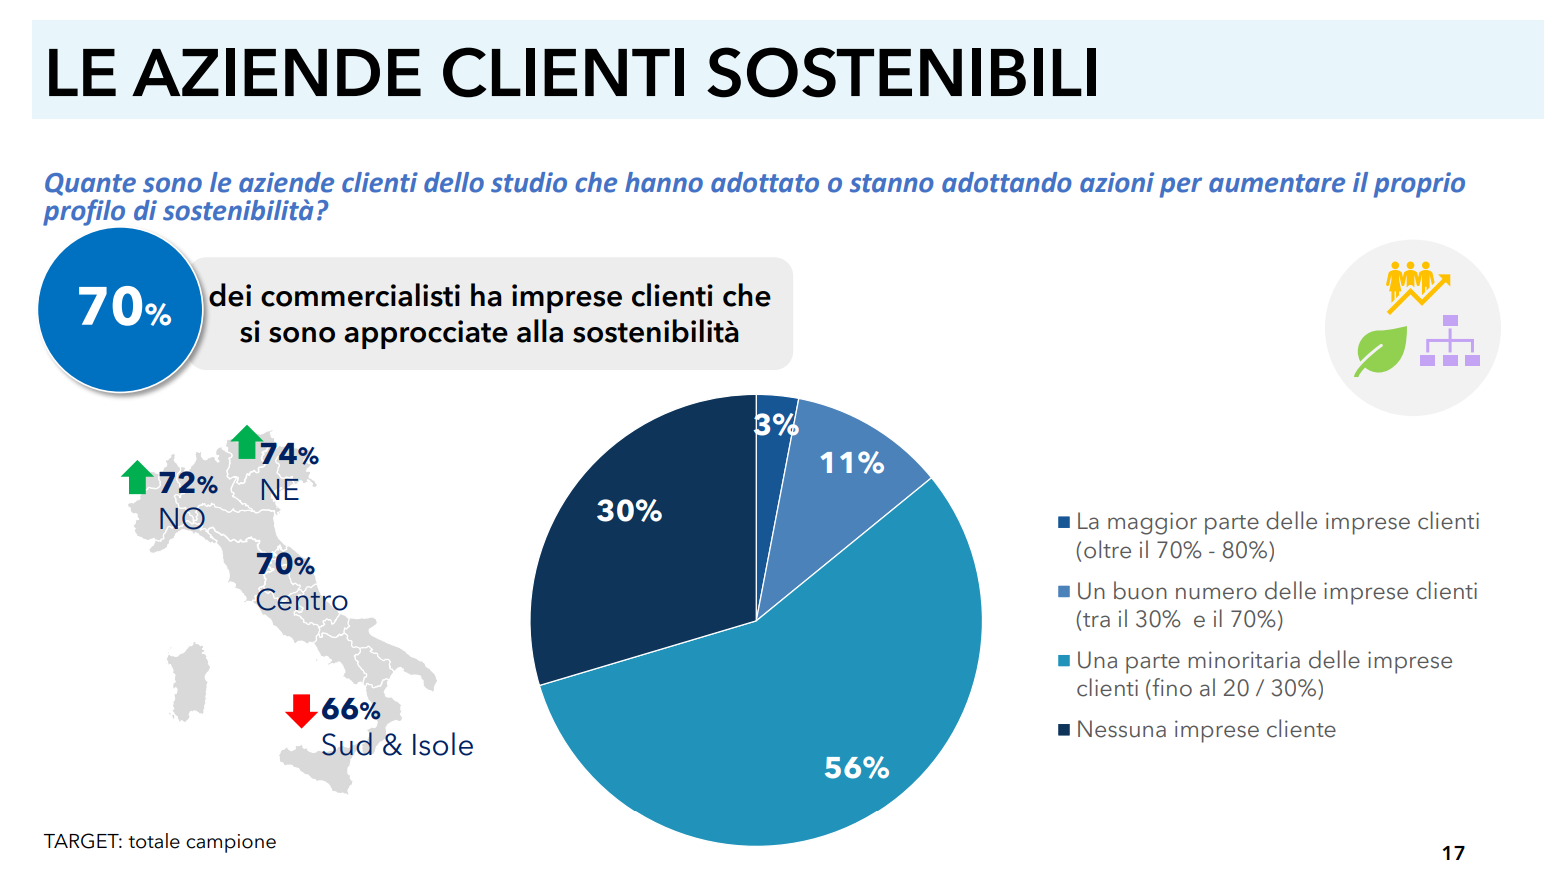 LE AZIENDE CLIENTI SOSTENIBILI
Quante sono le aziende clienti dello studio che hanno adottato o stanno adottando azioni per aumentare il proprio
profilo di sostenibilità?
70%
dei commercialisti ha imprese clienti che
si sono approcciate alla sostenibilità
74%
NE
72%
NO
70%
Centro
66%
Sud & Isole
3%
11%
30%
56%
La maggior parte delle imprese clienti
(oltre il 70% - 80%)
Un buon numero delle imprese clienti
(tra il 30% e il 70%)
Una parte minoritaria delle imprese
clienti (fino al 20 / 30%)
Nessuna imprese cliente
TARGET: totale campione
17